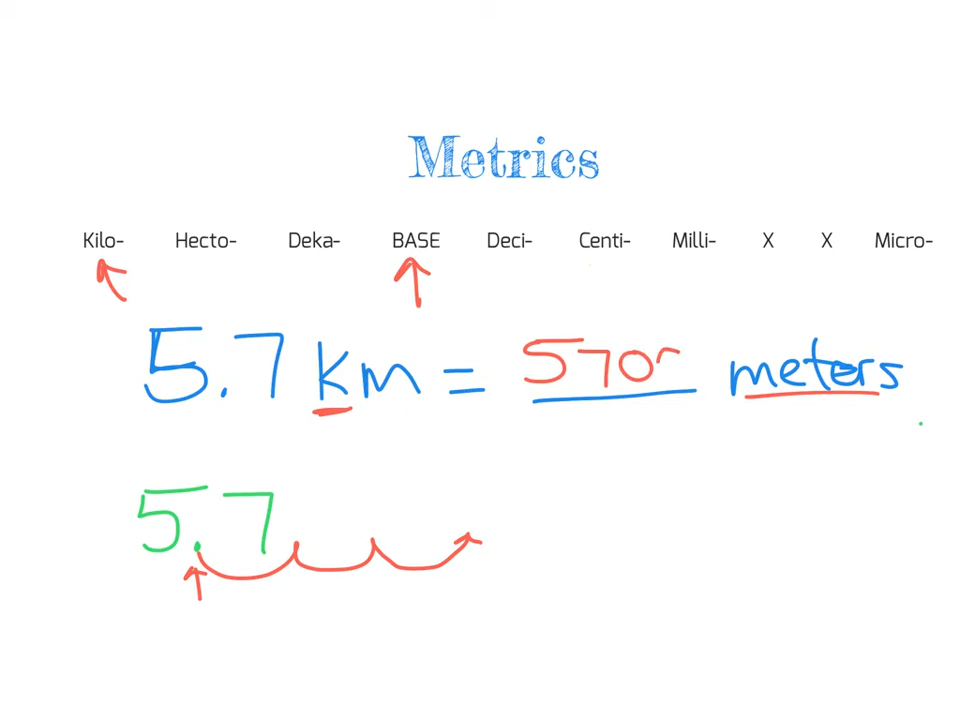 Metrics
Kilo- Hecto- Deka- BASE Deci- Centi- Milli- X X Micro-
5.7 km = 570 meters
5.7